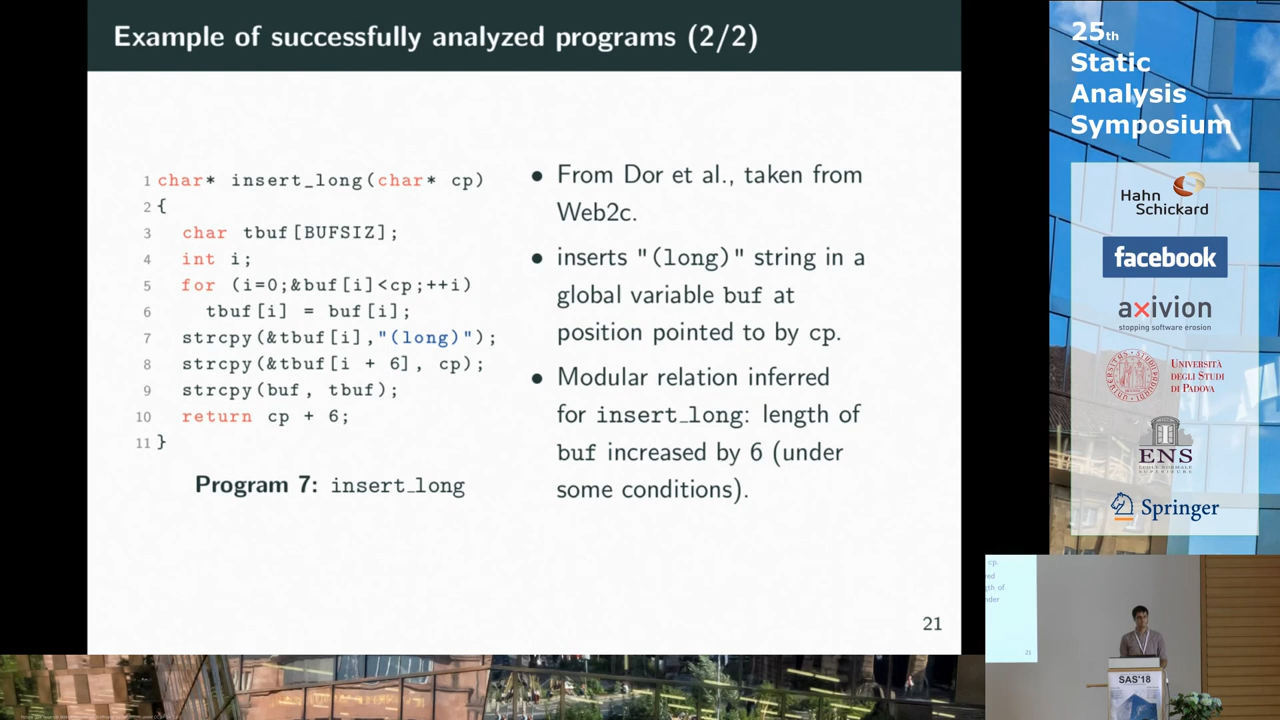 Example of successfully analyzed programs (2/2)
1 char* insert_long(char* cp)
2 {
3 char tbuf[BUFSIZ];
4 int i;
5 for (i=0;&buf[i]<cp;++i)
6 tbuf[i] = buf[i];
7 strcpy(&tbuf[i],"(long)");
8 strcpy(&tbuf[i + 6], cp);
9 strcpy(buf, tbuf);
10 return cp + 6;
11 }
Program 7: insert_long
• From Dor et al., taken from
Web2c.
• inserts "(long)" string in a
global variable buf at
position pointed to by cp.
• Modular relation inferred
for insert_long: length of
buf increased by 6 (under
some conditions).
21
25th
Static
Analysis
Symposium
Hahn
Schickard
facebook
axivion
stopping software erosion
UNIVERSITÀ
DEGLI STUDI
DI PADOVA
ENS
Springer
cp.
gth of
nder
21
SAS'18